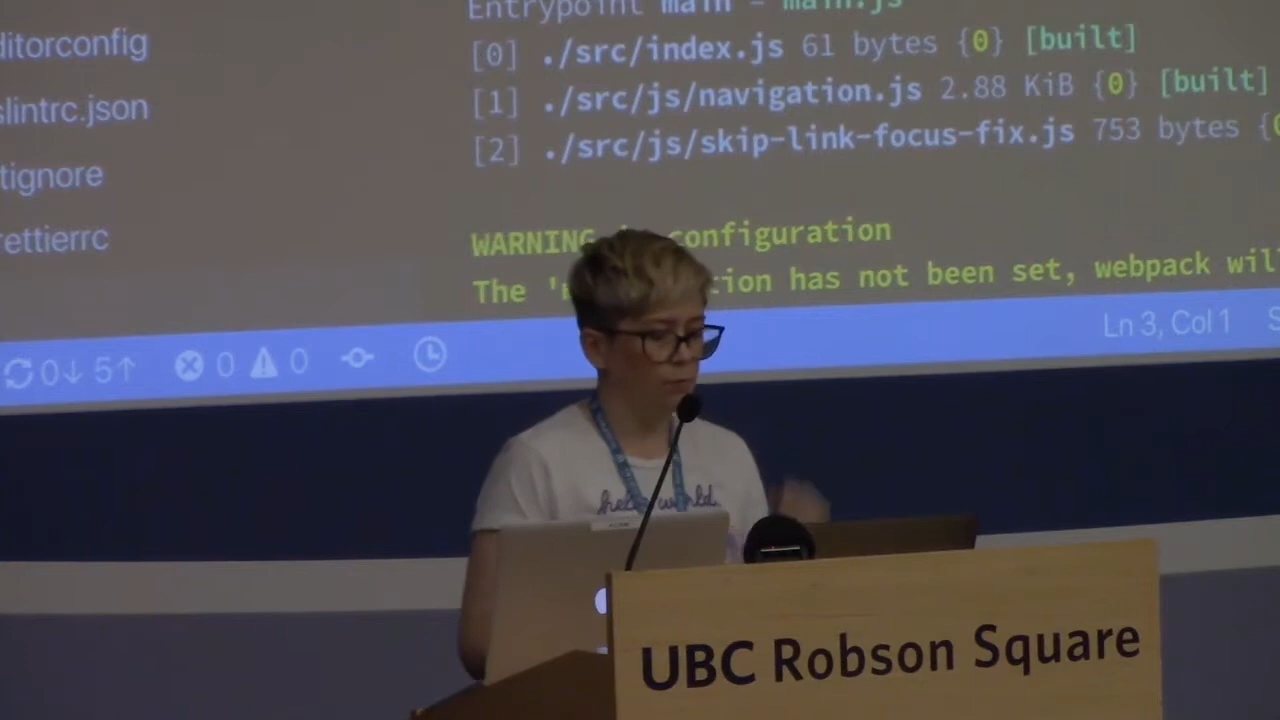 ditorconfig
slintrc.json
tignore
rettierrc
Entrypoint main = main.js
[0] ./src/index.js 61 bytes {0} [built]
[1] ./src/js/navigation.js 2.88 KiB {0} [built]
[2] ./src/js/skip-link-focus-fix.js 753 bytes {0
WARNING configuration
The has not been set, webpack wil
0↓ 5↑ 0 0 Ln 3, Col 1
hello world
UBC Robson Square